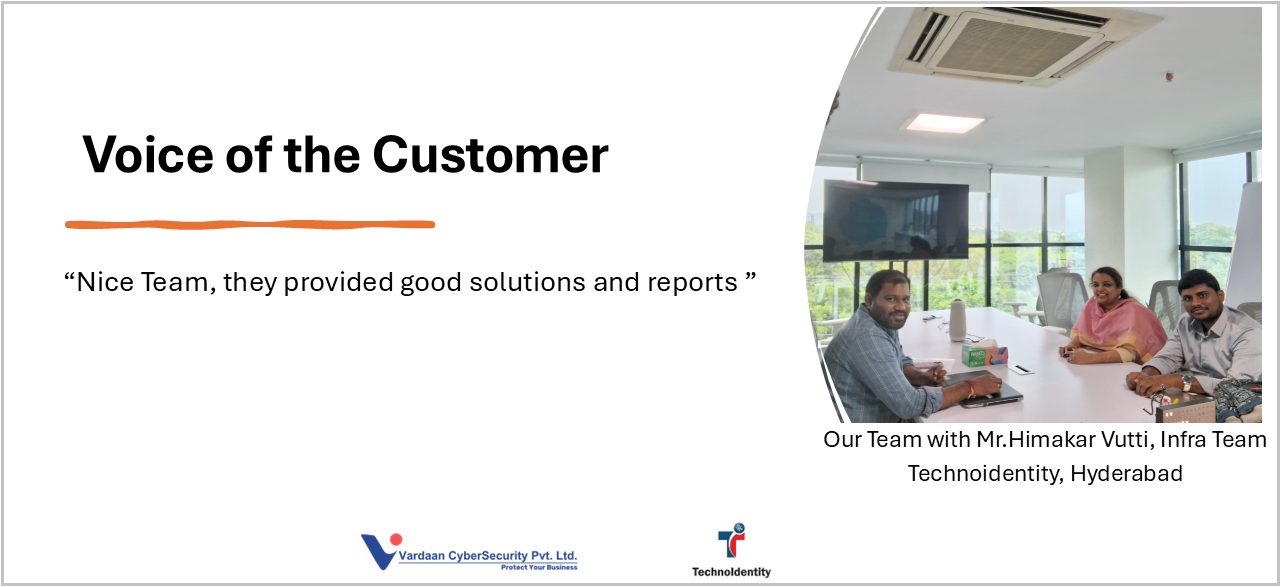 Voice of the Customer
“Nice Team, they provided good solutions and reports ”
Our Team with Mr.Himakar Vutti, Infra Team
Technoidentity, Hyderabad
Vardaan CyberSecurity Pvt. Ltd.
Protect Your Business
TechnoIdentity